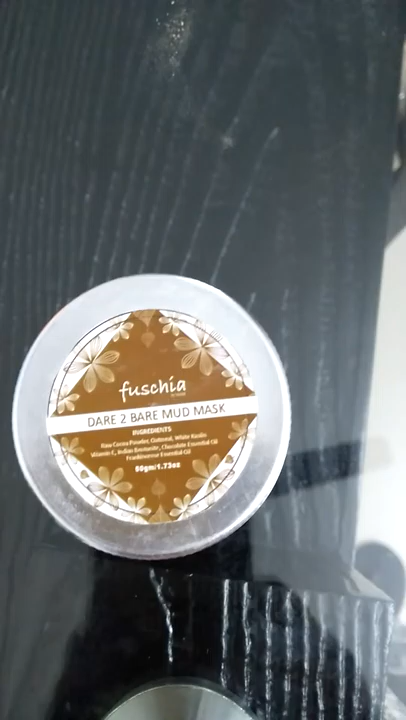 fuschia
DARE 2 BARE MUD MASK
INGREDIENTS
Raw Cocoa Powder, Oatmeal, White Kaolin
Vitamin E, Indian Bentonite, Chocolate Essential Oil
Frankincense Essential Oil
50gm/1.73oz